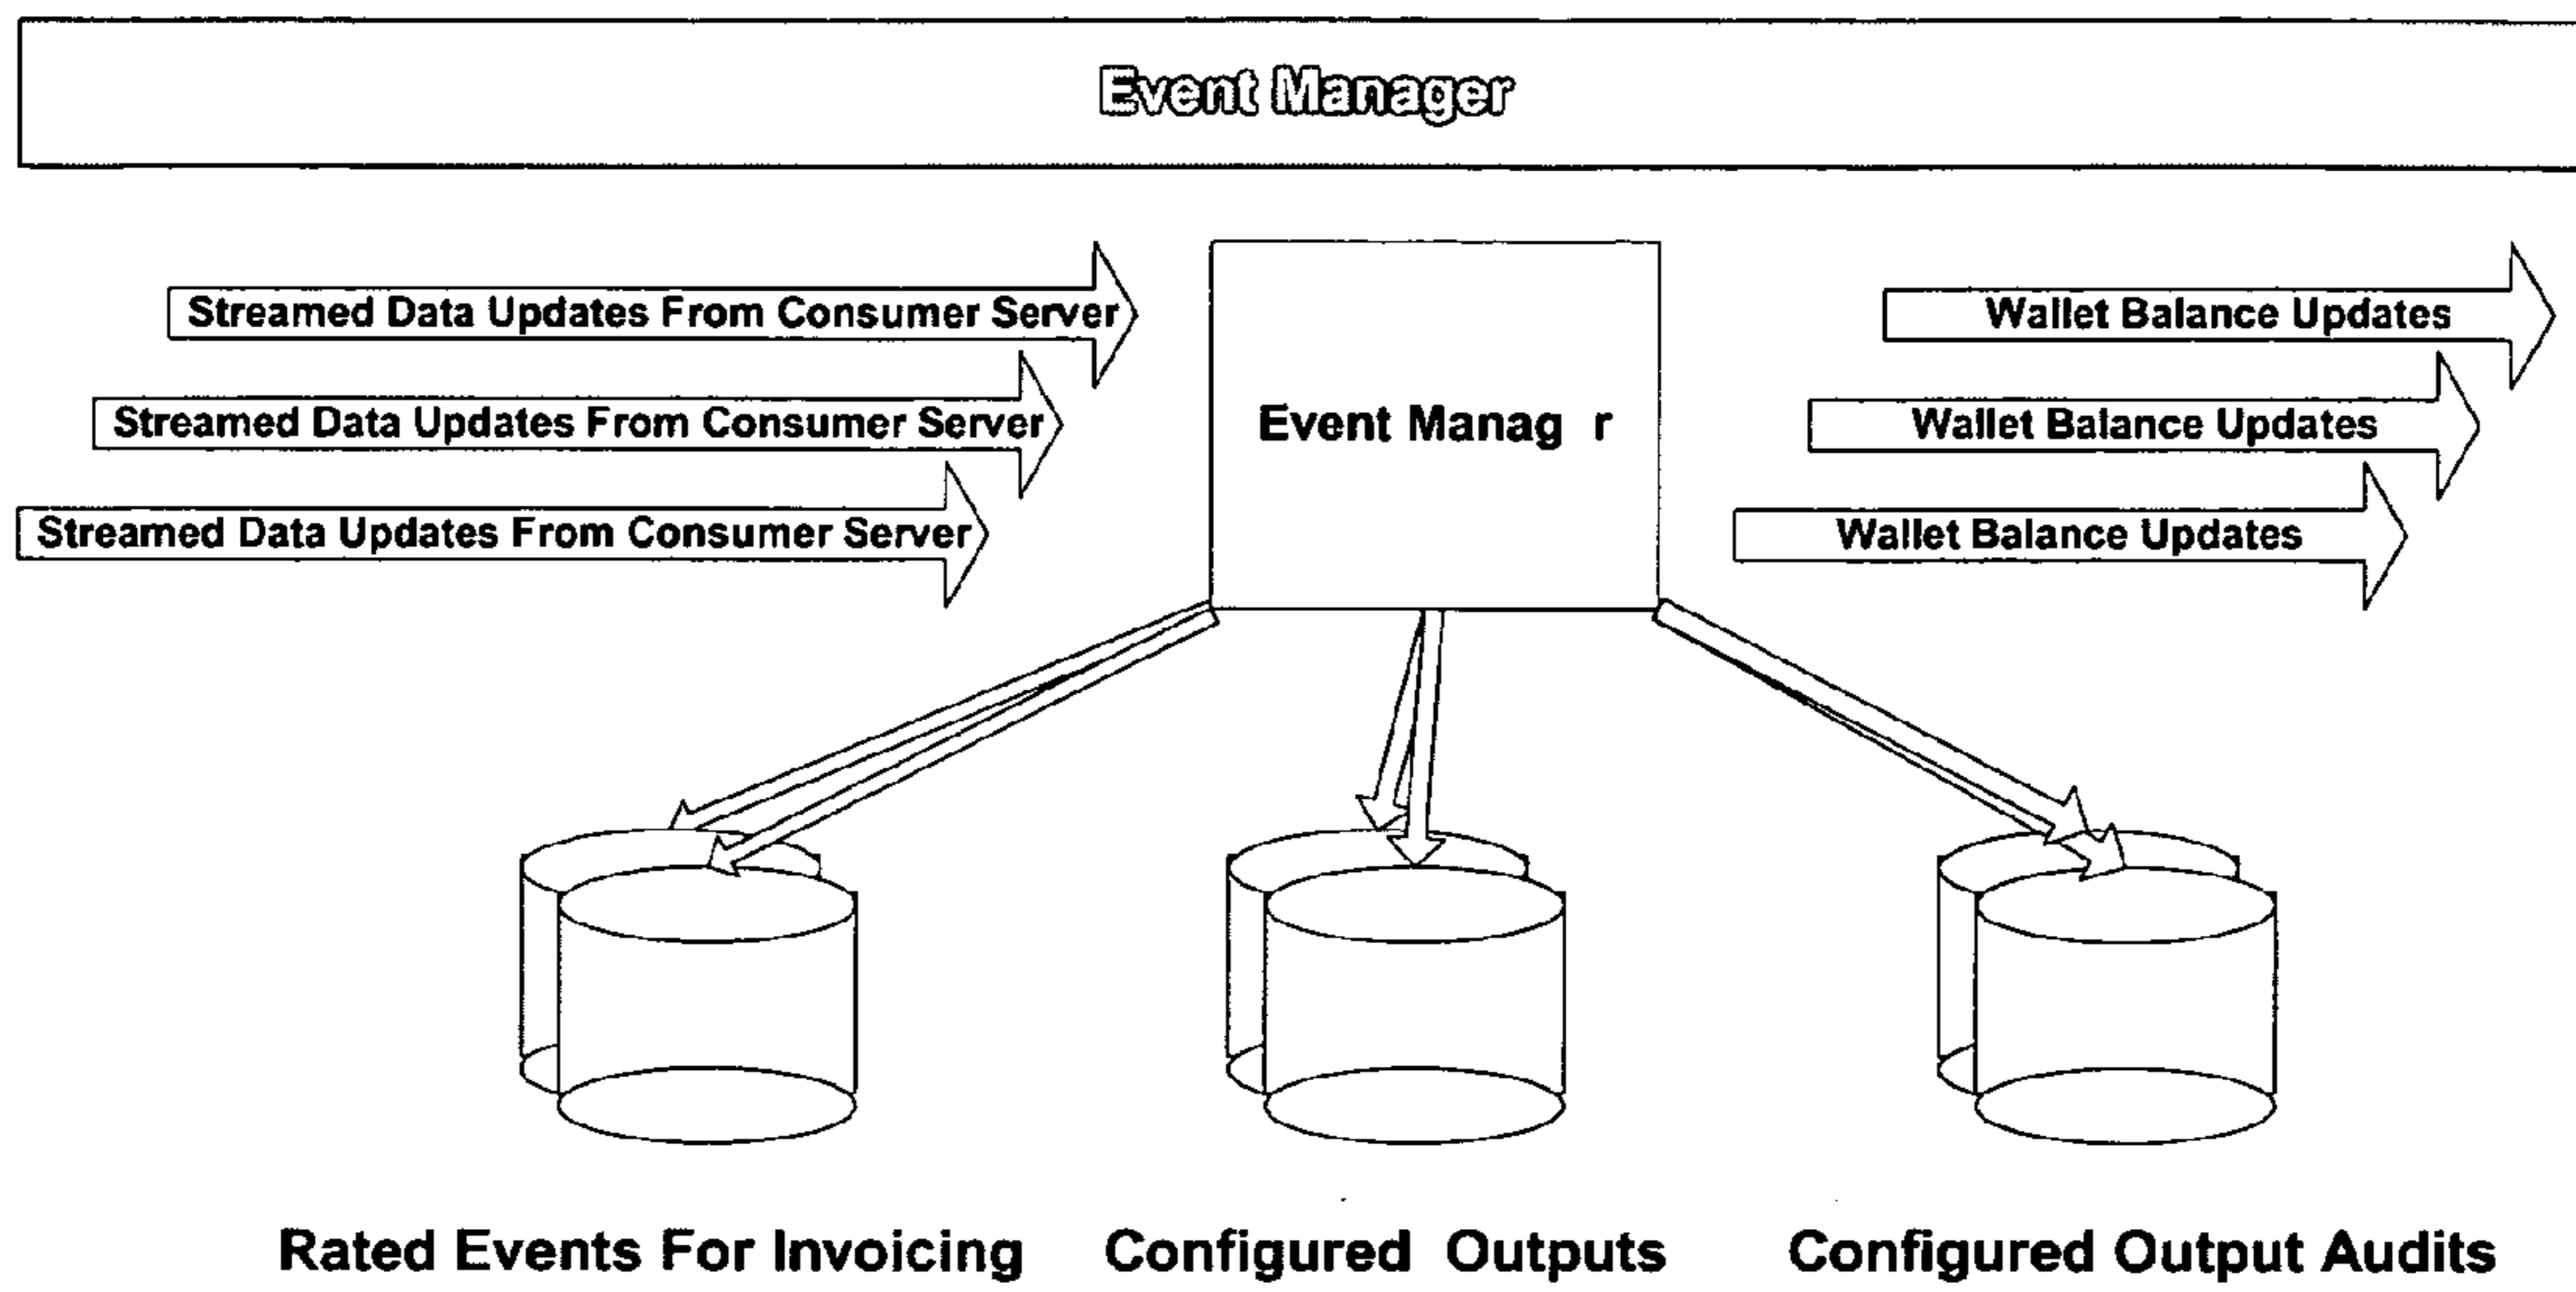 Event Manager
Streamed Data Updates From Consumer Server
Wallet Balance Updates
Streamed Data Updates From Consumer Server
Event Manag r
Wallet Balance Updates
Streamed Data Updates From Consumer Server
Wallet Balance Updates
Rated Events For Invoicing
Configured Outputs
Configured Output Audits